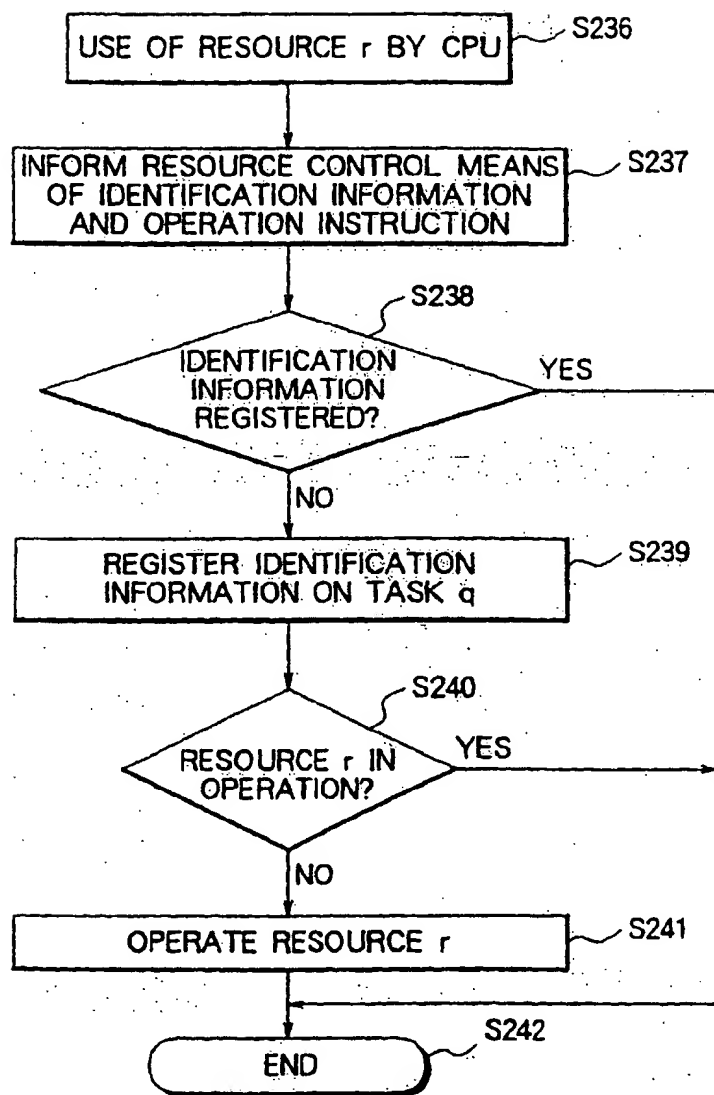 USE OF RESOURCE r BY CPU
S236
INFORM RESOURCE CONTROL MEANS
OF IDENTIFICATION INFORMATION
AND OPERATION INSTRUCTION
S237
S238
IDENTIFICATION
INFORMATION
REGISTERED?
YES
NO
REGISTER IDENTIFICATION
INFORMATION ON TASK q
S239
S240
RESOURCE r IN
OPERATION?
YES
NO
OPERATE RESOURCE r
S241
S242
END